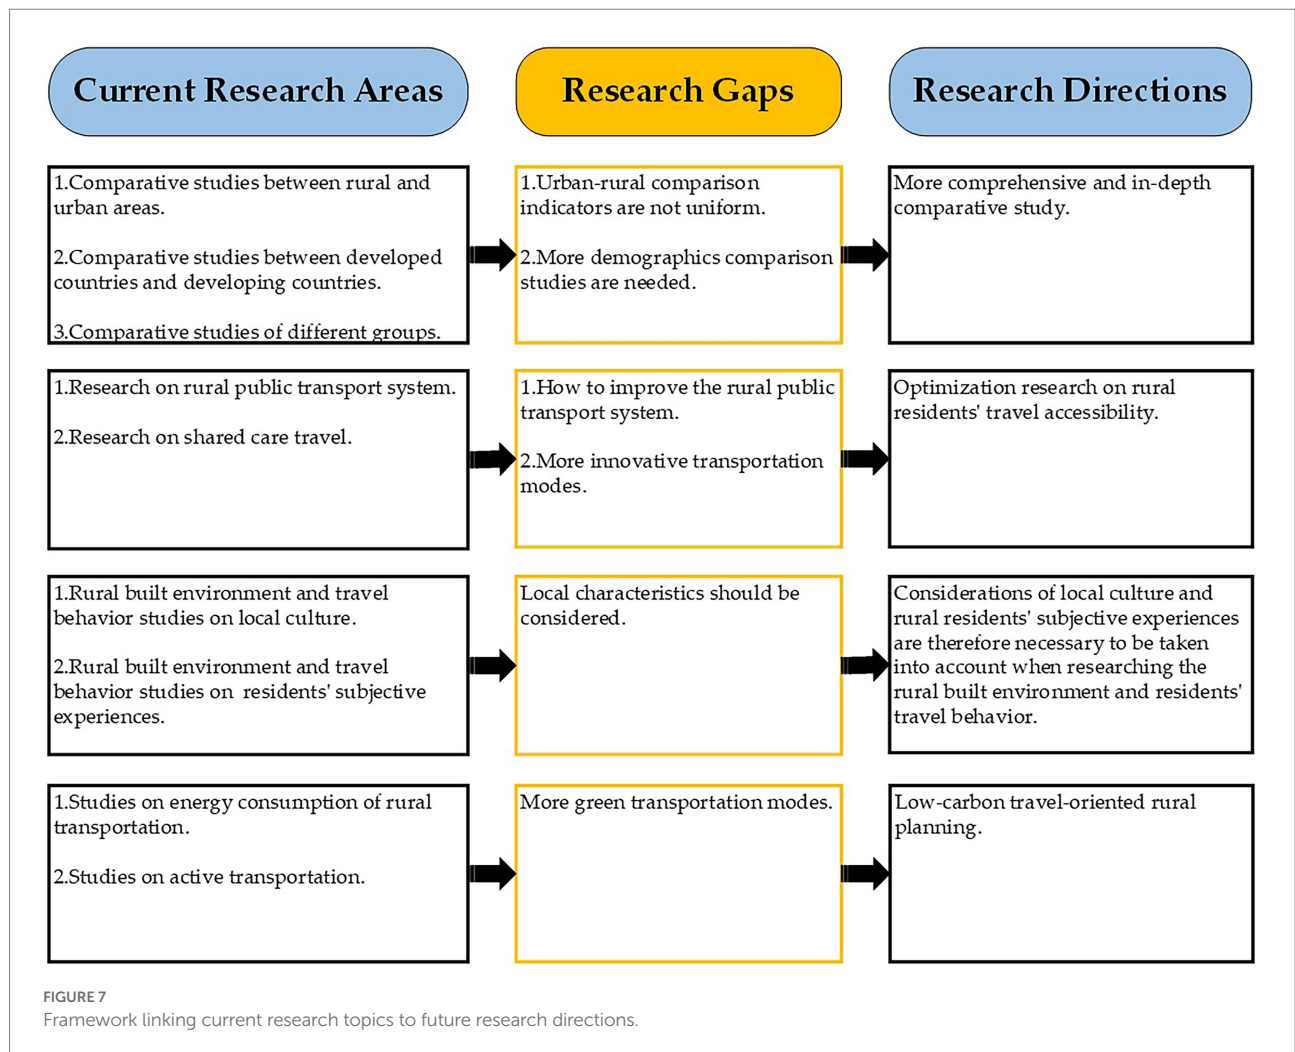 Current Research Areas
Research Gaps
Research Directions
1.Comparative studies between rural and
urban areas.
2.Comparative studies between developed
countries and developing countries.
3.Comparative studies of different groups.
1.Urban-rural comparison
indicators are not uniform.
2.More demographics comparison
studies are needed.
More comprehensive and in-depth
comparative study.
1.Research on rural public transport system.
2.Research on shared care travel.
1.How to improve the rural public
transport system.
2.More innovative transportation
modes.
Optimization research on rural
residents' travel accessibility.
1.Rural built environment and travel
behavior studies on local culture.
2.Rural built environment and travel
behavior studies on residents' subjective
experiences.
Local characteristics should be
considered.
Considerations of local culture and
rural residents' subjective experiences
are therefore necessary to be taken
into account when researching the
rural built environment and residents'
travel behavior.
1.Studies on energy consumption of rural
transportation.
2.Studies on active transportation.
More green transportation modes.
Low-carbon travel-oriented rural
planning.
FIGURE 7
Framework linking current research topics to future research directions.